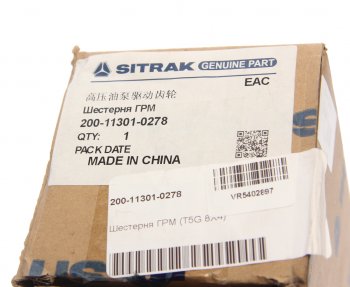 SITRAK GENUINE PART
EAC
高压油泵驱动齿轮
Шестерня ГРМ
200-11301-0278
QTY: 1
PACK DATE
MADE IN CHINA
200-11301-0278
VR5402897
Шестерня ГРМ (T5G 8X4)